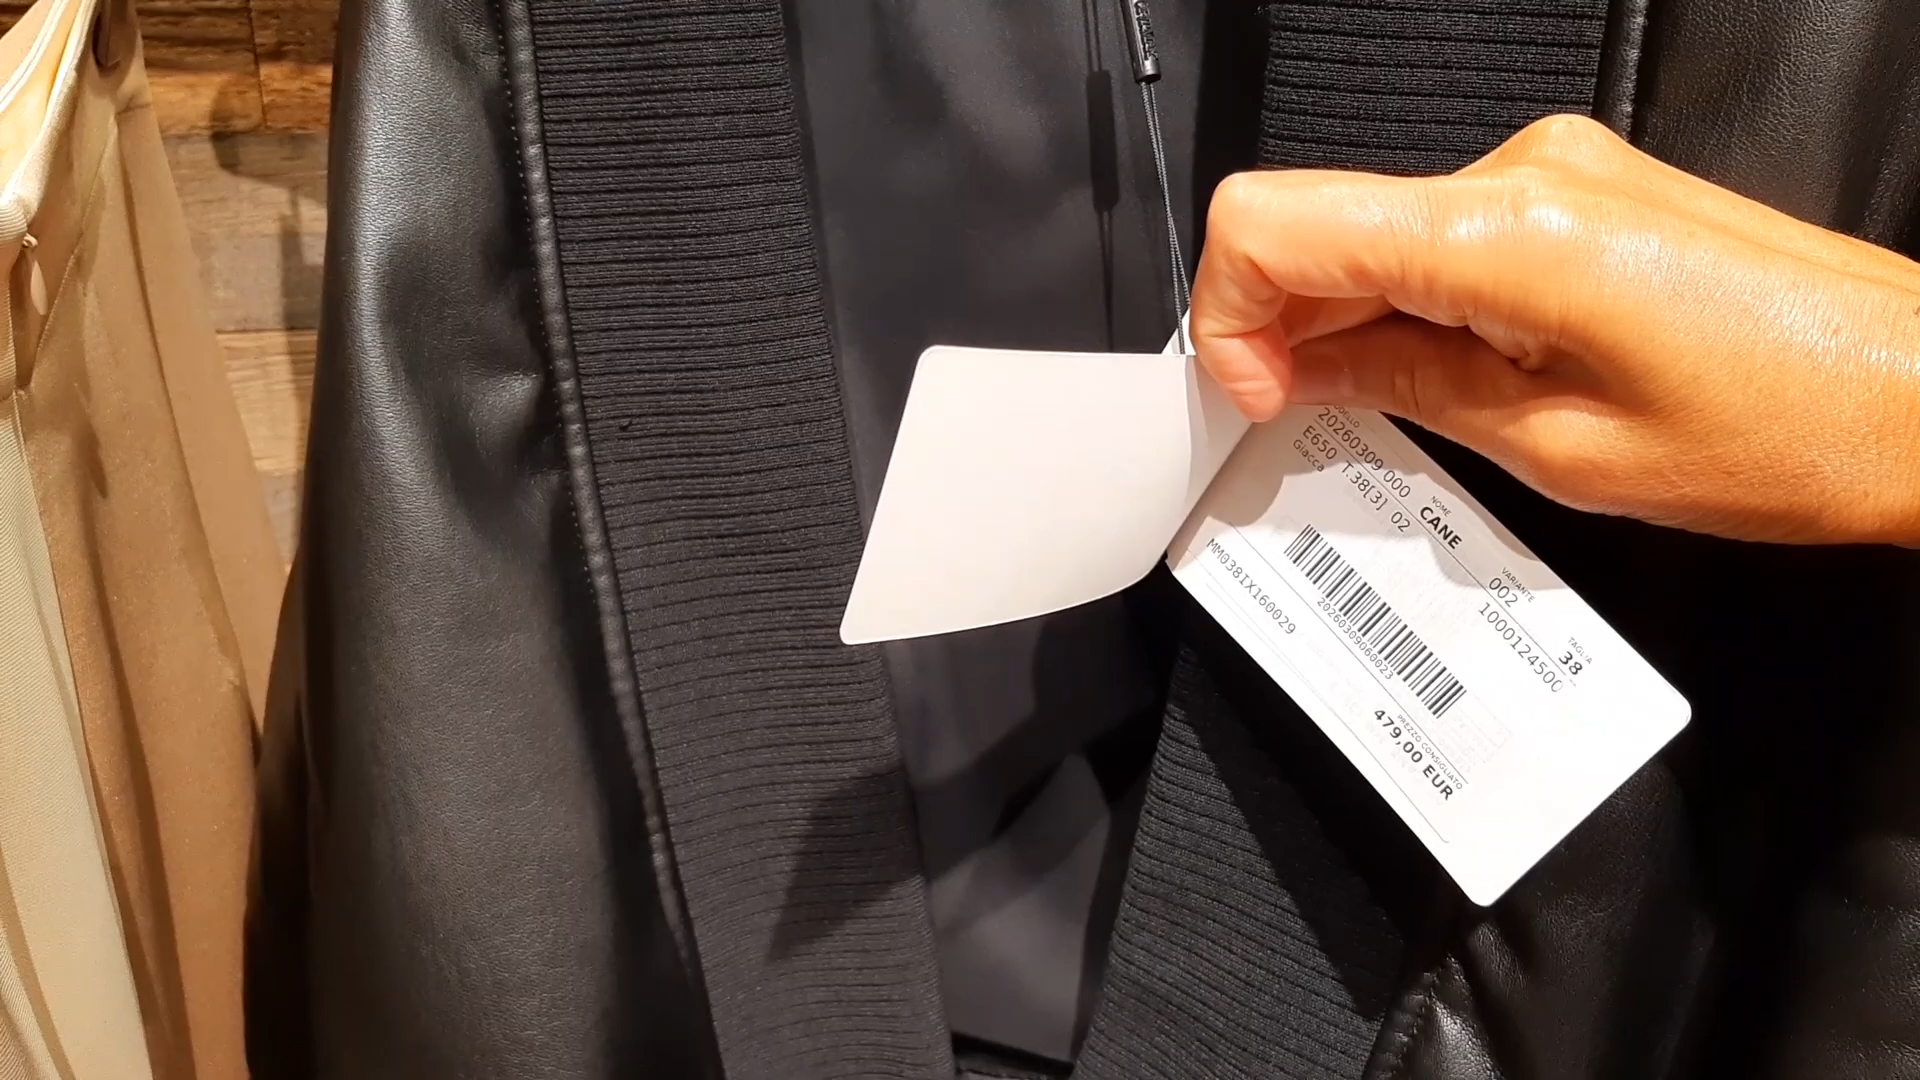 NOME
VARIANTE
TAGLIA
20260309 000
CANE
002
38
E650 T.38[3] 02
1000124500
Giacca
20260309060023
MM038IX160029
PREZZO CONSIGLIATO
479,00 EUR